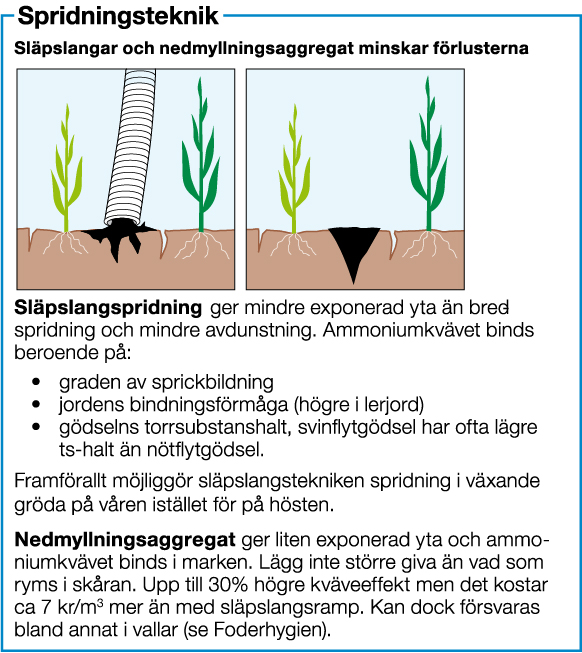 Spridningsteknik
Släpslangar och nedmyllningsaggregat minskar förlusterna
Släpslangspridning ger mindre exponerad yta än bred
spridning och mindre avdunstning. Ammoniumkvävet binds
beroende på:
• graden av sprickbildning
• jordens bindningsförmåga (högre i lerjord)
• gödselns torrsubstanshalt, svinflytgödsel har ofta lägre
ts-halt än nötflytgödsel.
Framförallt möjliggör släpslangstekniken spridning i växande
gröda på våren istället för på hösten.
Nedmyllningsaggregat ger liten exponerad yta och ammo-
niumkvävet binds i marken. Lägg inte större giva än vad som
ryms i skåran. Upp till 30% högre kväveeffekt men det kostar
ca 7 kr/m³ mer än med släpslangsramp. Kan dock försvaras
bland annat i vallar (se Foderhygien).